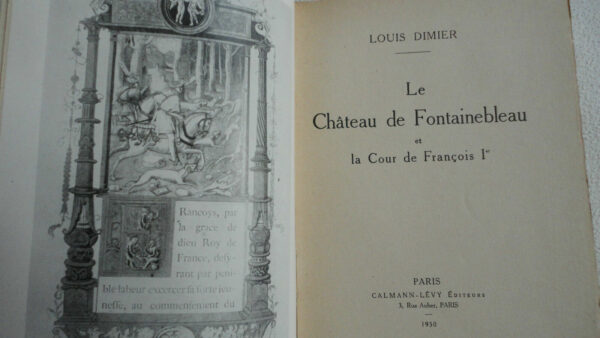 Rancoys, par
la grace de
dieu Roy de
France, desy-
rant par peni-
ble labeur excercer sa forte jeu-
nesse, au commencement du
LOUIS DIMIER
Le
Château de Fontainebleau
et
la Cour de François Ier
PARIS
CALMANN-LÉVY ÉDITEURS
3, Rue Auber, PARIS
1930